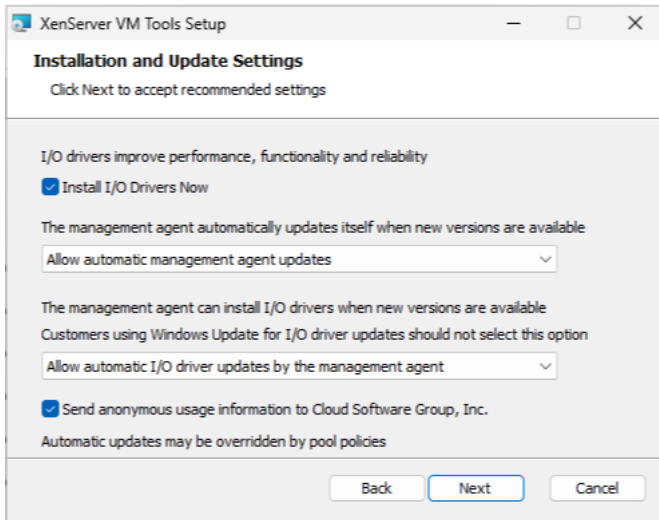 XenServer VM Tools Setup
Installation and Update Settings
Click Next to accept recommended settings
I/O drivers improve performance, functionality and reliability
Install I/O Drivers Now
The management agent automatically updates itself when new versions are available
Allow automatic management agent updates
The management agent can install I/O drivers when new versions are available
Customers using Windows Update for I/O driver updates should not select this option
Allow automatic I/O driver updates by the management agent
Send anonymous usage information to Cloud Software Group, Inc.
Automatic updates may be overridden by pool policies
Back Next Cancel